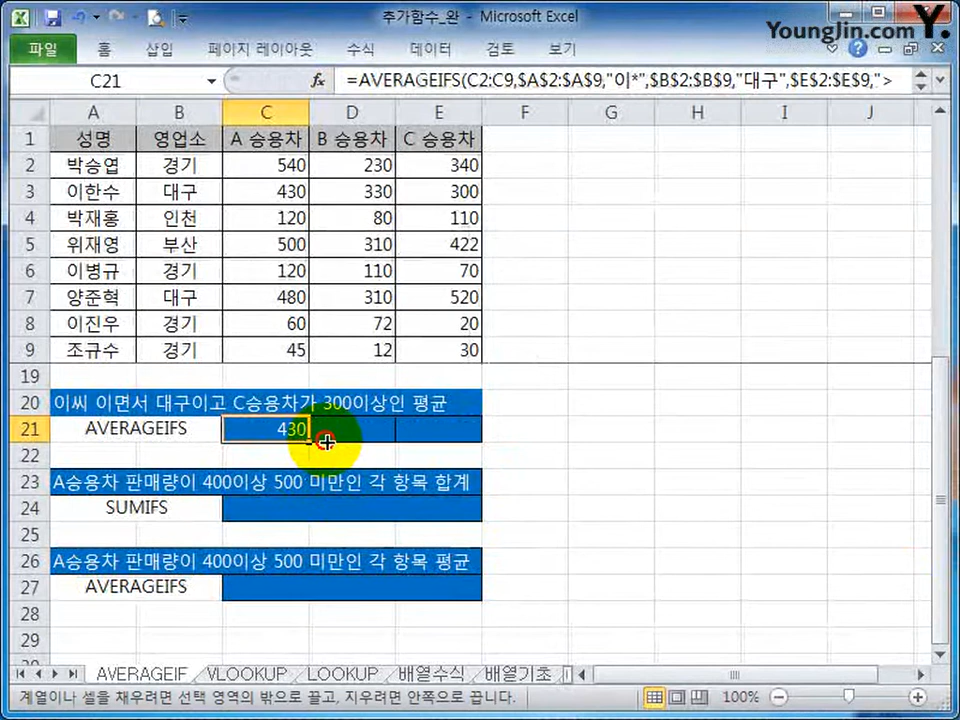 추가함수_완 - Microsoft Excel
YoungJin.com Y.
파일 홈 삽입 페이지 레이아웃 수식 데이터 검토 보기
C21 fx =AVERAGEIFS(C2:C9,$A$2:$A$9,"이*",$B$2:$B$9,"대구",$E$2:$E$9,">
A B C D E F G H I J
1 성명 영업소 A 승용차 B 승용차 C 승용차
2 박승엽 경기 540 230 340
3 이한수 대구 430 330 300
4 박재홍 인천 120 80 110
5 위재영 부산 500 310 422
6 이병규 경기 120 110 70
7 양준혁 대구 480 310 520
8 이진우 경기 60 72 20
9 조규수 경기 45 12 30
19
20 이씨 이면서 대구이고 C승용차가 300이상인 평균
21 AVERAGEIFS 430
22
23 A승용차 판매량이 400이상 500 미만인 각 항목 합계
24 SUMIFS
25
26 A승용차 판매량이 400이상 500 미만인 각 항목 평균
27 AVERAGEIFS
28
29
AVERAGEIF VLOOKUP LOOKUP 배열수식 배열기초
계열이나 셀을 채우려면 선택 영역의 밖으로 끌고, 지우려면 안쪽으로 끕니다. 100%